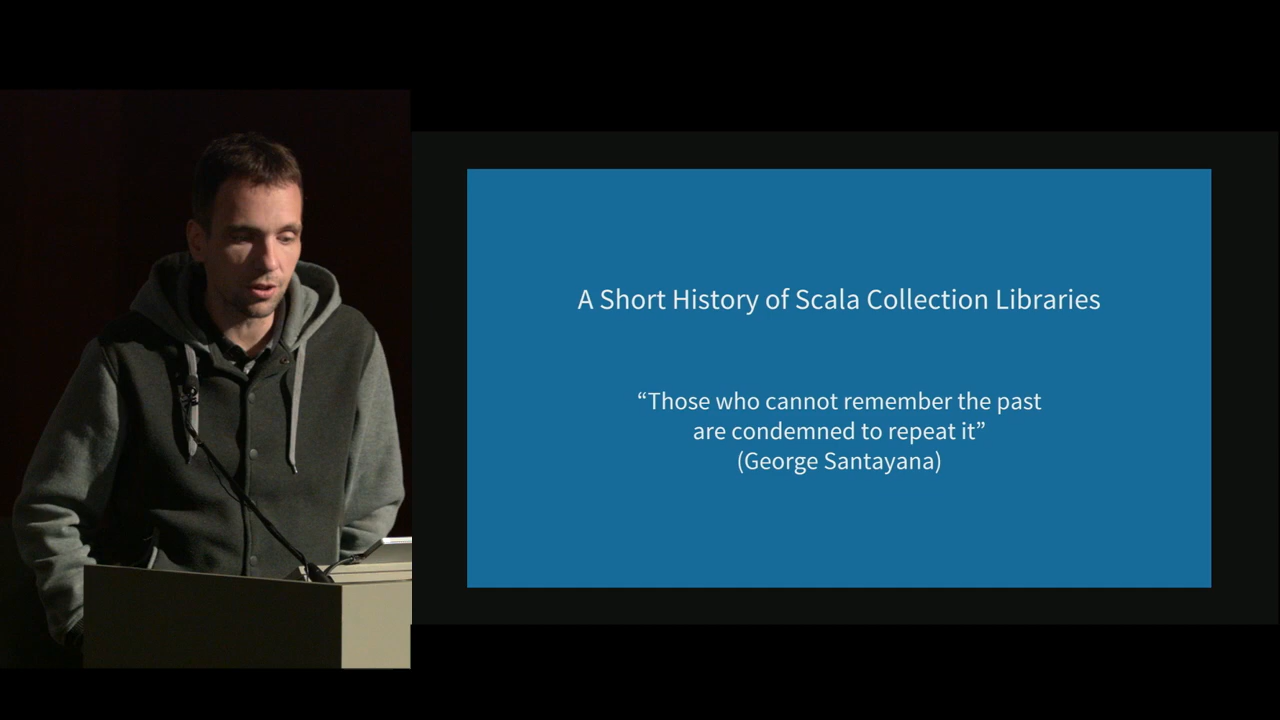 A Short History of Scala Collection Libraries
“Those who cannot remember the past
are condemned to repeat it”
(George Santayana)